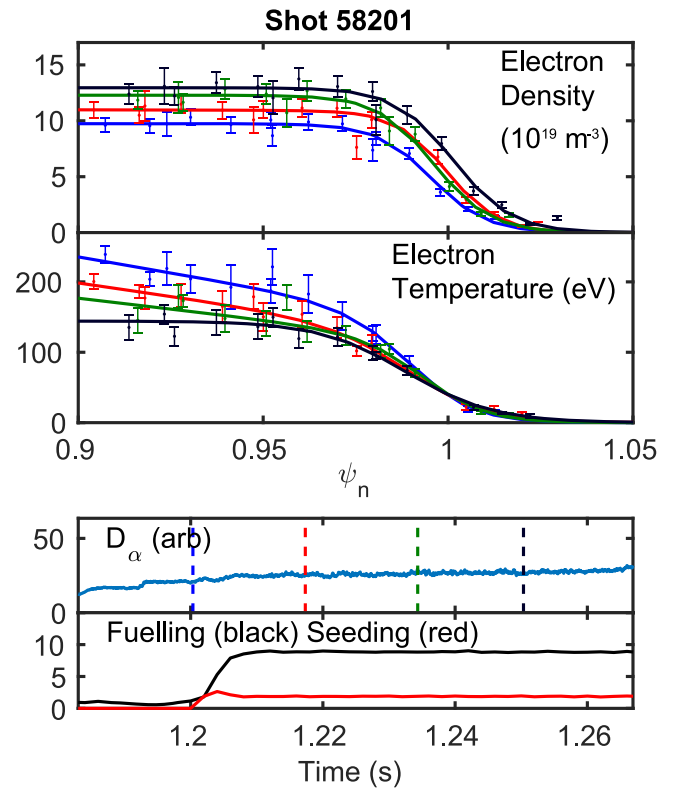 Shot 58201
15
10
5
0
Electron
Density
(10¹⁹ m⁻³)
200
100
0
Electron
Temperature (eV)
0.9 0.95 1 1.05
ψₙ
50
0
D_α (arb)
10
5
0
Fuelling (black) Seeding (red)
1.2 1.22 1.24 1.26
Time (s)